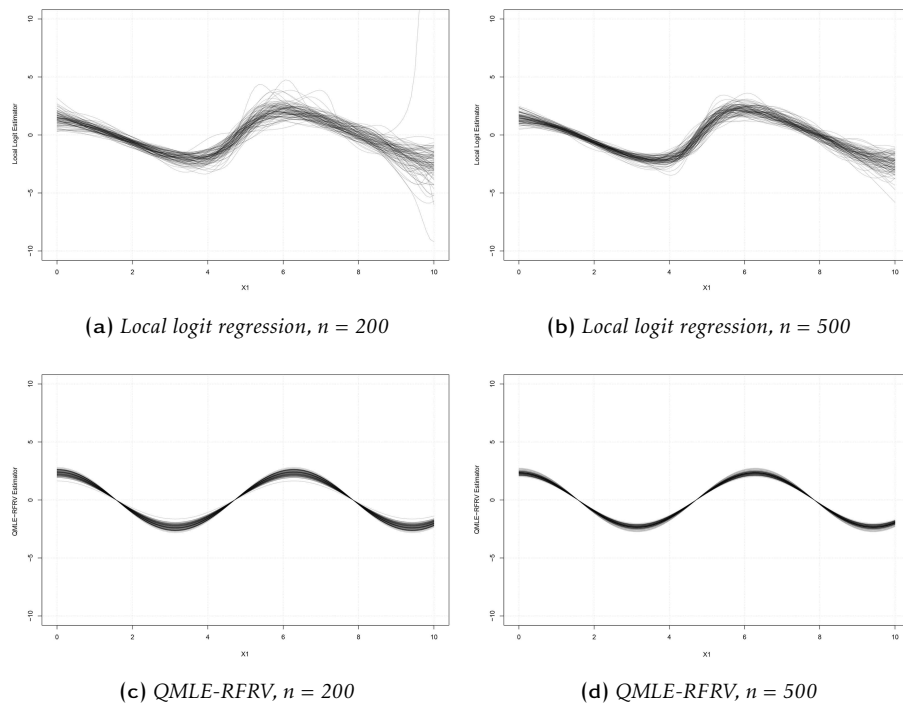 10
5
0
−5
−10
Local Logit Estimator
0 2 4 6 8 10
X1
(a) Local logit regression, n = 200
10
5
0
−5
−10
Local Logit Estimator
0 2 4 6 8 10
X1
(b) Local logit regression, n = 500
10
5
0
−5
−10
QMLE−RFRV Estimator
0 2 4 6 8 10
X1
(c) QMLE-RFRV, n = 200
10
5
0
−5
−10
QMLE−RFRV Estimator
0 2 4 6 8 10
X1
(d) QMLE-RFRV, n = 500